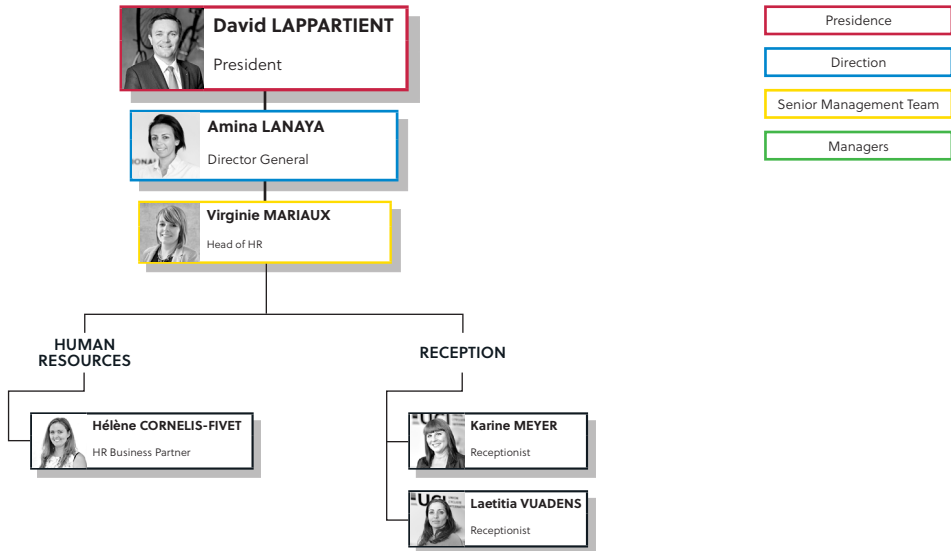 David LAPPARTIENT
President
Presidence
Direction
Senior Management Team
Managers
Amina LANAYA
Director General
Virginie MARIAUX
Head of HR
HUMAN
RESOURCES
RECEPTION
Hélène CORNELIS-FIVET
HR Business Partner
Karine MEYER
Receptionist
Laetitia VUADENS
Receptionist
UCI